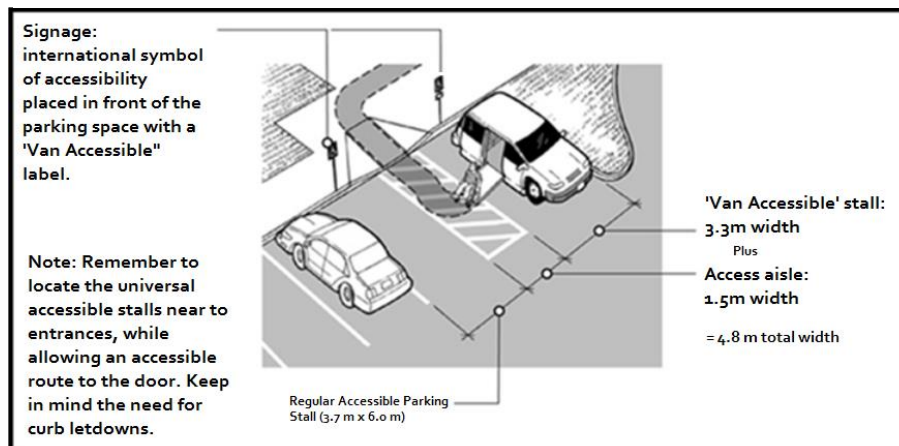 Signage:
international symbol
of accessibility
placed in front of the
parking space with a
'Van Accessible"
label.
Note: Remember to
locate the universal
accessible stalls near to
entrances, while
allowing an accessible
route to the door. Keep
in mind the need for
curb letdowns.
Regular Accessible Parking
Stall (3.7 m x 6.0 m)
'Van Accessible' stall:
3.3m width
Plus
Access aisle:
1.5m width
= 4.8 m total width